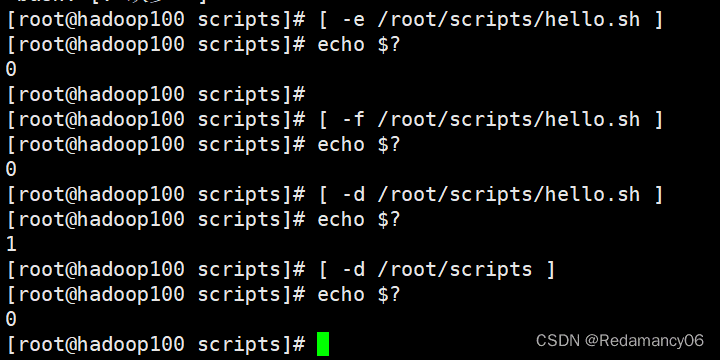 [root@hadoop100 scripts]# [ -e /root/scripts/hello.sh ]
[root@hadoop100 scripts]# echo $?
0
[root@hadoop100 scripts]#
[root@hadoop100 scripts]# [ -f /root/scripts/hello.sh ]
[root@hadoop100 scripts]# echo $?
0
[root@hadoop100 scripts]# [ -d /root/scripts/hello.sh ]
[root@hadoop100 scripts]# echo $?
1
[root@hadoop100 scripts]# [ -d /root/scripts ]
[root@hadoop100 scripts]# echo $?
0
[root@hadoop100 scripts]#
CSDN @Redamancy06